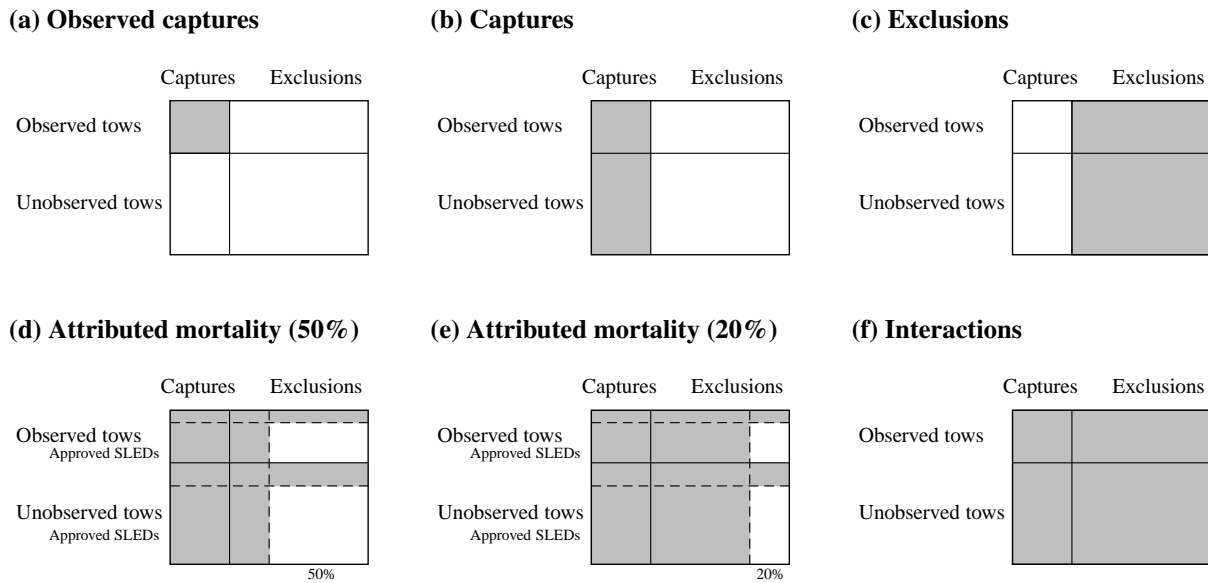 (a) Observed captures
Captures Exclusions
Observed tows
Unobserved tows
(b) Captures
Captures Exclusions
Observed tows
Unobserved tows
(c) Exclusions
Captures Exclusions
Observed tows
Unobserved tows
(d) Attributed mortality (50%)
Captures Exclusions
Observed tows
Approved SLEDs
Unobserved tows
Approved SLEDs
50%
(e) Attributed mortality (20%)
Captures Exclusions
Observed tows
Approved SLEDs
Unobserved tows
Approved SLEDs
20%
(f) Interactions
Captures Exclusions
Observed tows
Unobserved tows